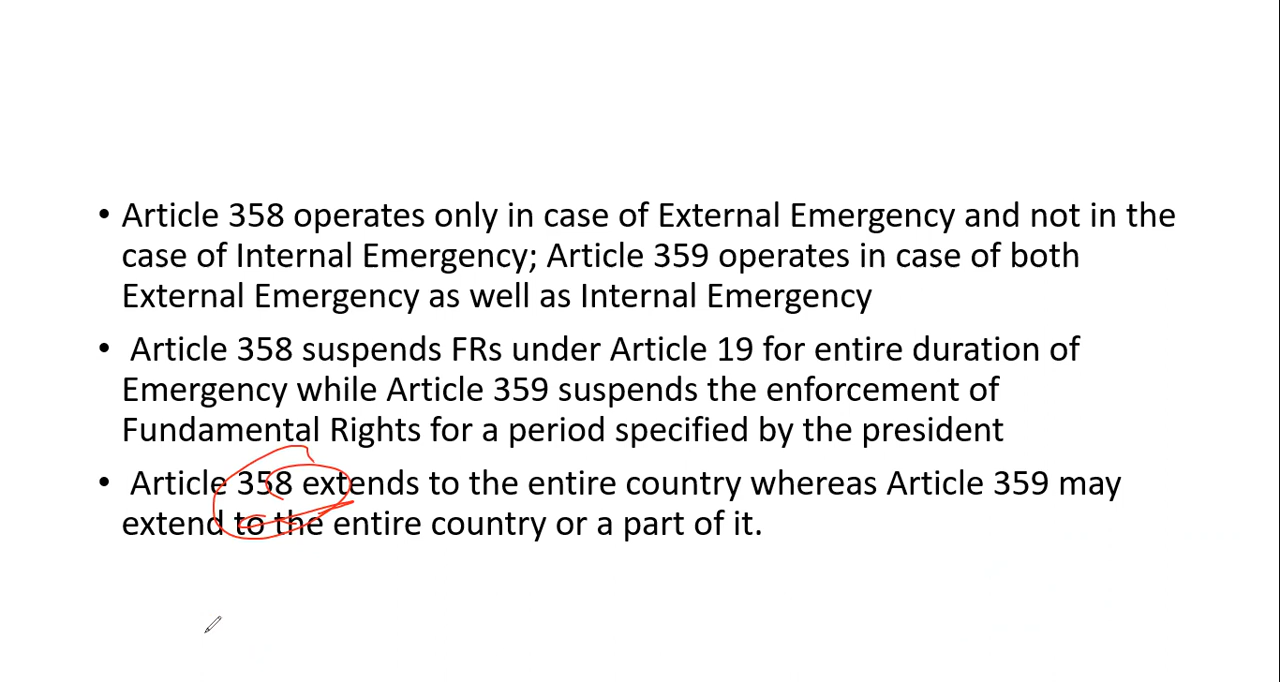 • Article 358 operates only in case of External Emergency and not in the
case of Internal Emergency; Article 359 operates in case of both
External Emergency as well as Internal Emergency
• Article 358 suspends FRs under Article 19 for entire duration of
Emergency while Article 359 suspends the enforcement of
Fundamental Rights for a period specified by the president
• Article 358 extends to the entire country whereas Article 359 may
extend to the entire country or a part of it.